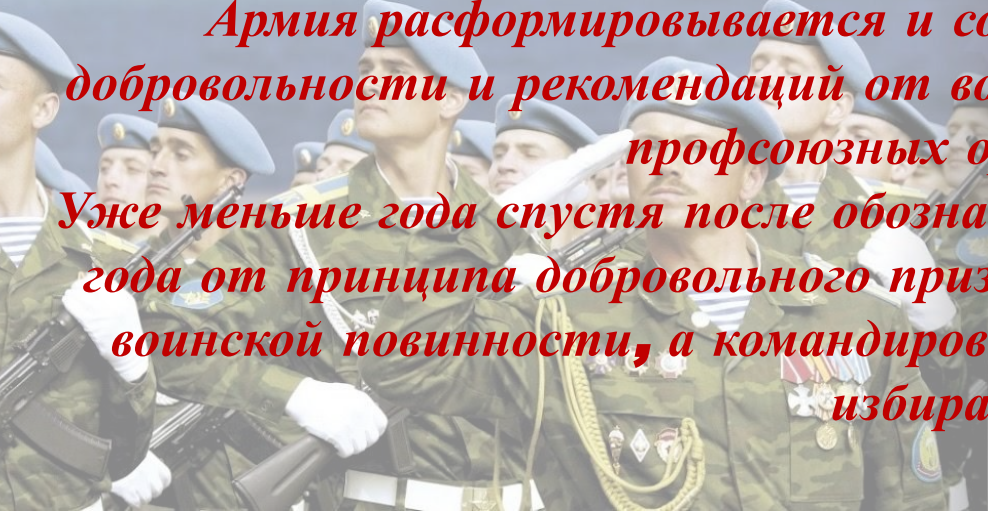 Армия расформировывается и со
добровольности и рекомендаций от во
профсоюзных о
Уже меньше года спустя после обозна
года от принципа добровольного приз
воинской повинности, а командиров
избира